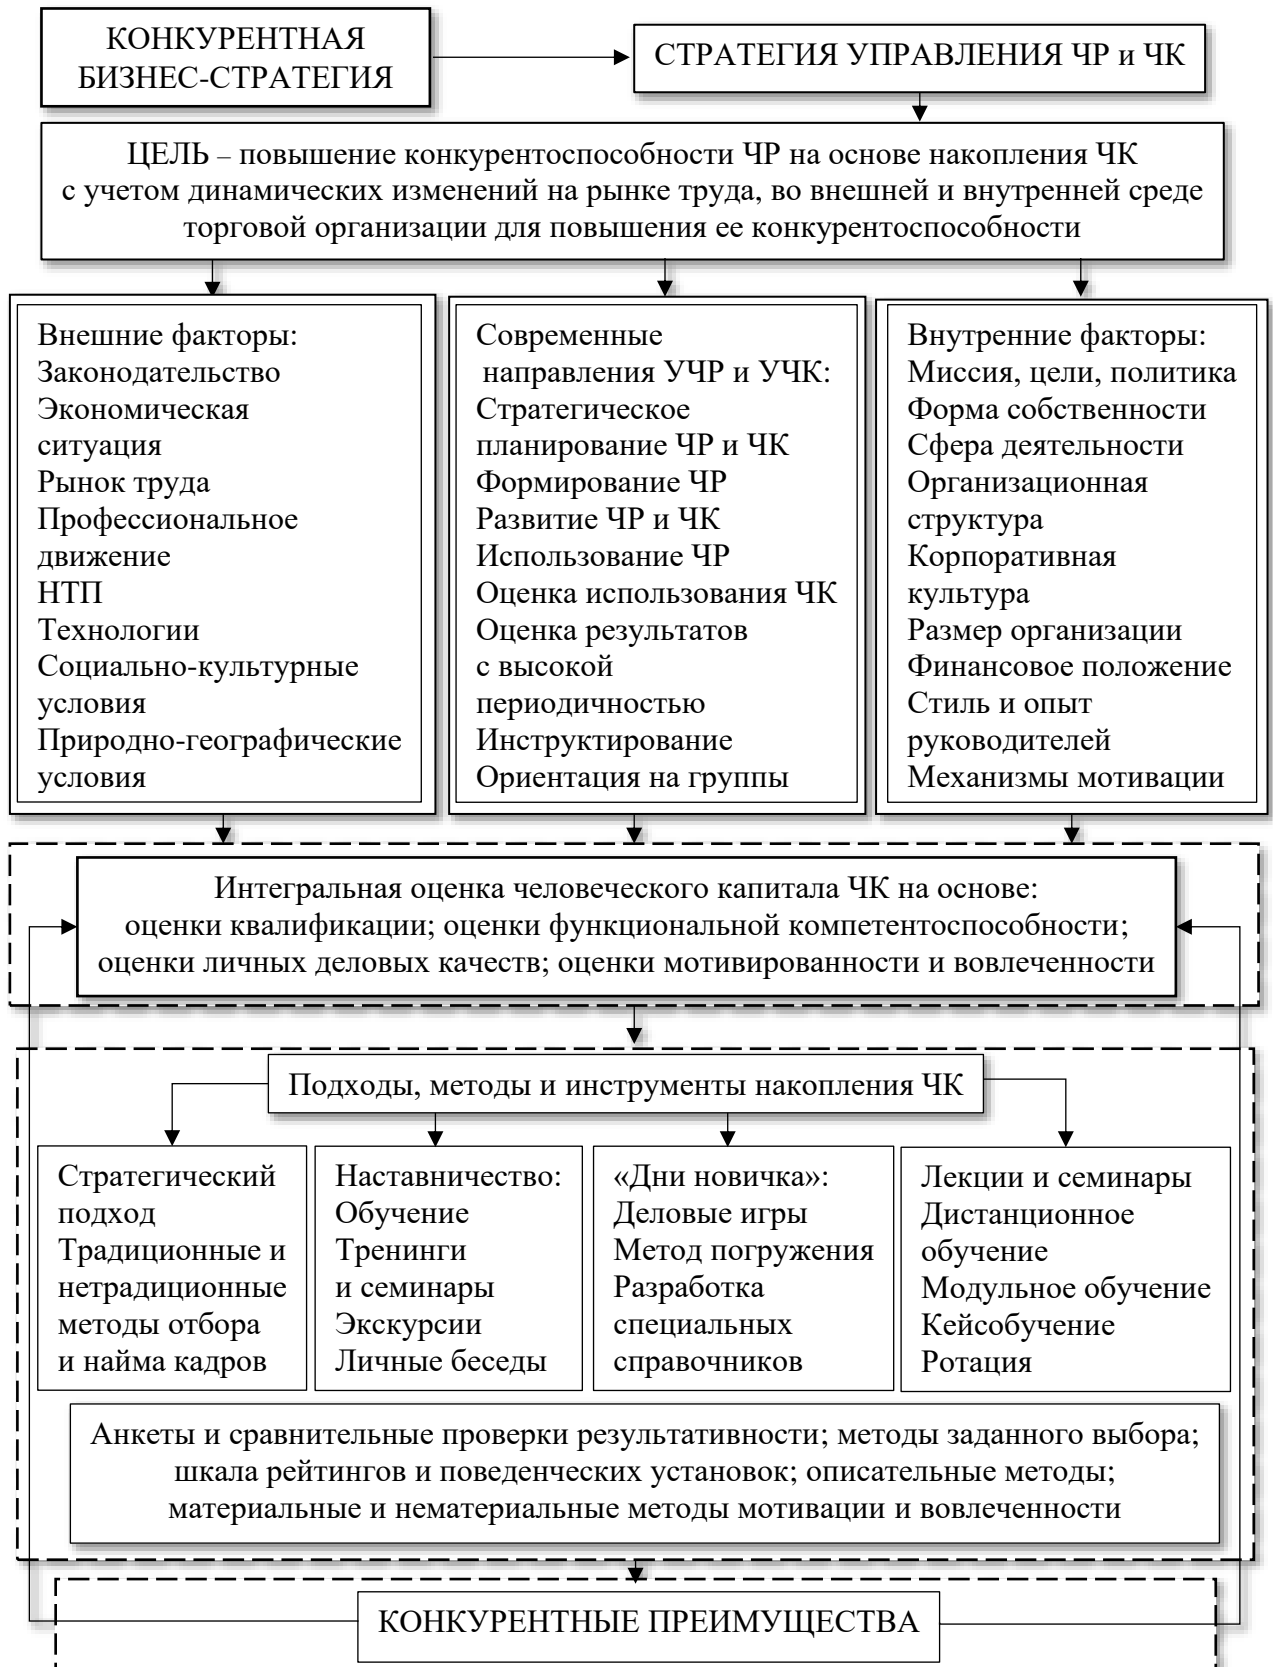 КОНКУРЕНТНАЯ
БИЗНЕС-СТРАТЕГИЯ
СТРАТЕГИЯ УПРАВЛЕНИЯ ЧР и ЧК
ЦЕЛЬ – повышение конкурентоспособности ЧР на основе накопления ЧК
с учетом динамических изменений на рынке труда, во внешней и внутренней среде
торговой организации для повышения ее конкурентоспособности
Внешние факторы:
Законодательство
Экономическая
ситуация
Рынок труда
Профессиональное
движение
НТП
Технологии
Социально-культурные
условия
Природно-географические
условия
Современные
направления УЧР и УЧК:
Стратегическое
планирование ЧР и ЧК
Формирование ЧР
Развитие ЧР и ЧК
Использование ЧР
Оценка использования ЧК
Оценка результатов
с высокой
периодичностью
Инструктирование
Ориентация на группы
Внутренние факторы:
Миссия, цели, политика
Форма собственности
Сфера деятельности
Организационная
структура
Корпоративная
культура
Размер организации
Финансовое положение
Стиль и опыт
руководителей
Механизмы мотивации
Интегральная оценка человеческого капитала ЧК на основе:
оценки квалификации; оценки функциональной компетентоспособности;
оценки личных деловых качеств; оценки мотивированности и вовлеченности
Подходы, методы и инструменты накопления ЧК
Стратегический
подход
Традиционные и
нетрадиционные
методы отбора
и найма кадров
Наставничество:
Обучение
Тренинги
и семинары
Экскурсии
Личные беседы
«Дни новичка»:
Деловые игры
Метод погружения
Разработка
специальных
справочников
Лекции и семинары
Дистанционное
обучение
Модульное обучение
Кейсобучение
Ротация
Анкеты и сравнительные проверки результативности; методы заданного выбора;
шкала рейтингов и поведенческих установок; описательные методы;
материальные и нематериальные методы мотивации и вовлеченности
КОНКУРЕНТНЫЕ ПРЕИМУЩЕСТВА